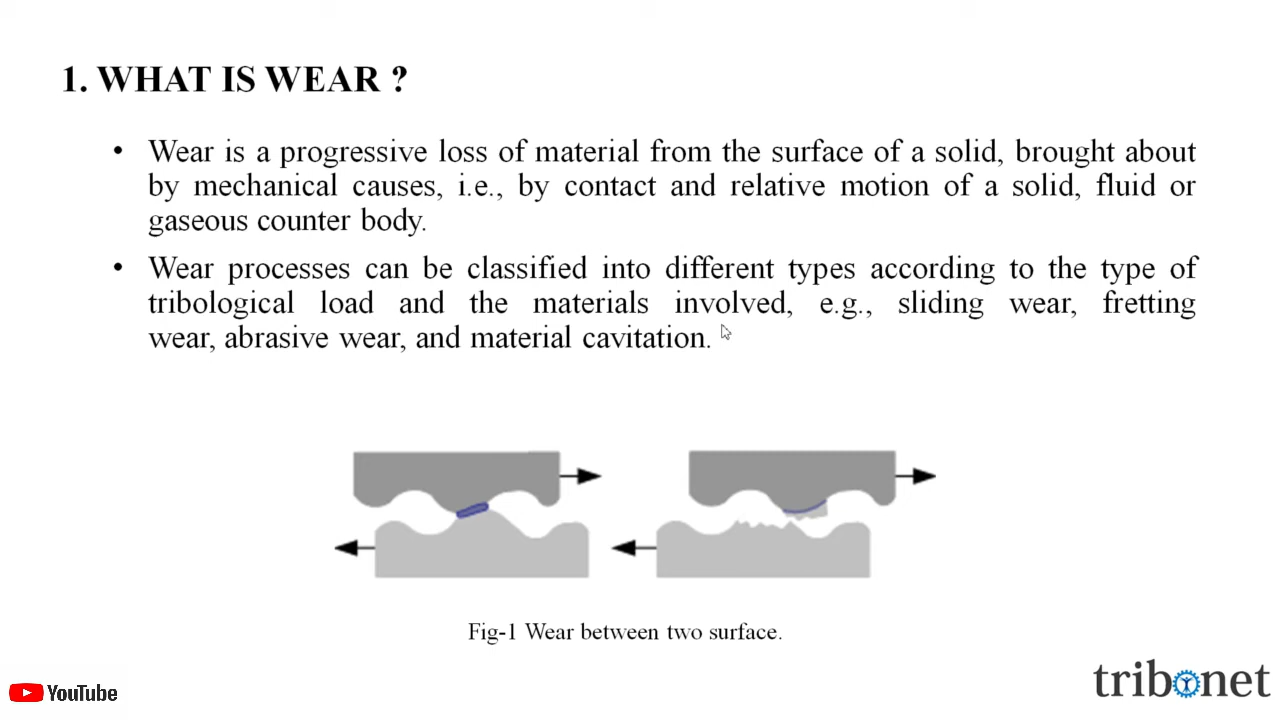 1. WHAT IS WEAR ?
• Wear is a progressive loss of material from the surface of a solid, brought about
by mechanical causes, i.e., by contact and relative motion of a solid, fluid or
gaseous counter body.
• Wear processes can be classified into different types according to the type of
tribological load and the materials involved, e.g., sliding wear, fretting
wear, abrasive wear, and material cavitation.
Fig-1 Wear between two surface.
YouTube
tribonet